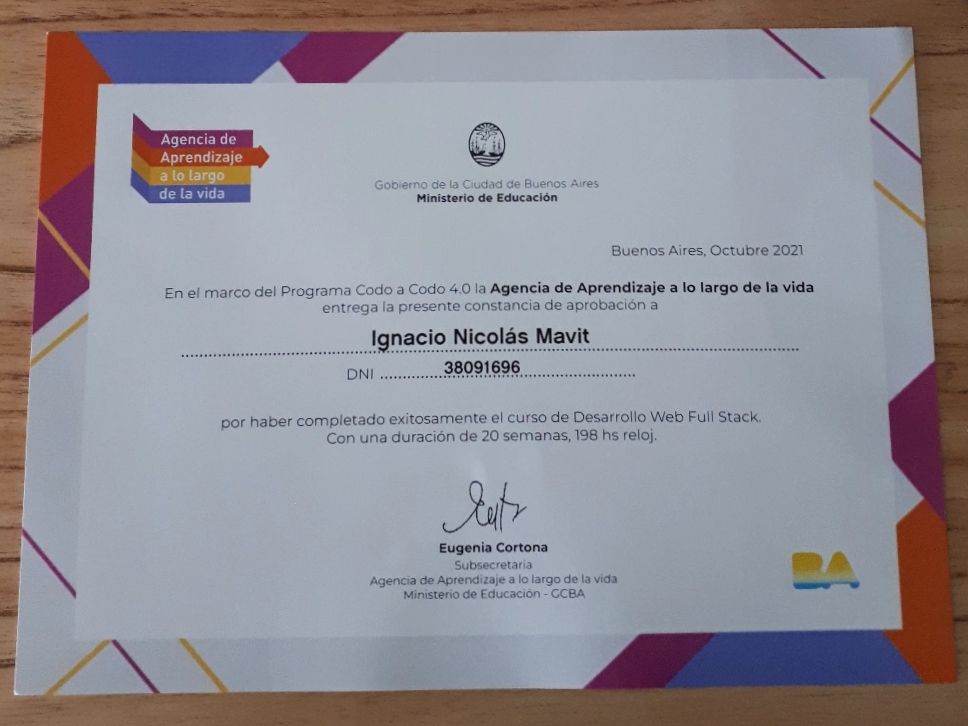 Agencia de
Aprendizaje
a lo largo
de la vida
Gobierno de la Ciudad de Buenos Aires
Ministerio de Educación
Buenos Aires, Octubre 2021
En el marco del Programa Codo a Codo 4.0 la Agencia de Aprendizaje a lo largo de la vida
entrega la presente constancia de aprobación a
Ignacio Nicolás Mavit
DNI 38091696
por haber completado exitosamente el curso de Desarrollo Web Full Stack.
Con una duración de 20 semanas, 198 hs reloj.
Eugenia Cortona
Subsecretaria
Agencia de Aprendizaje a lo largo de la vida
Ministerio de Educación - GCBA
BA